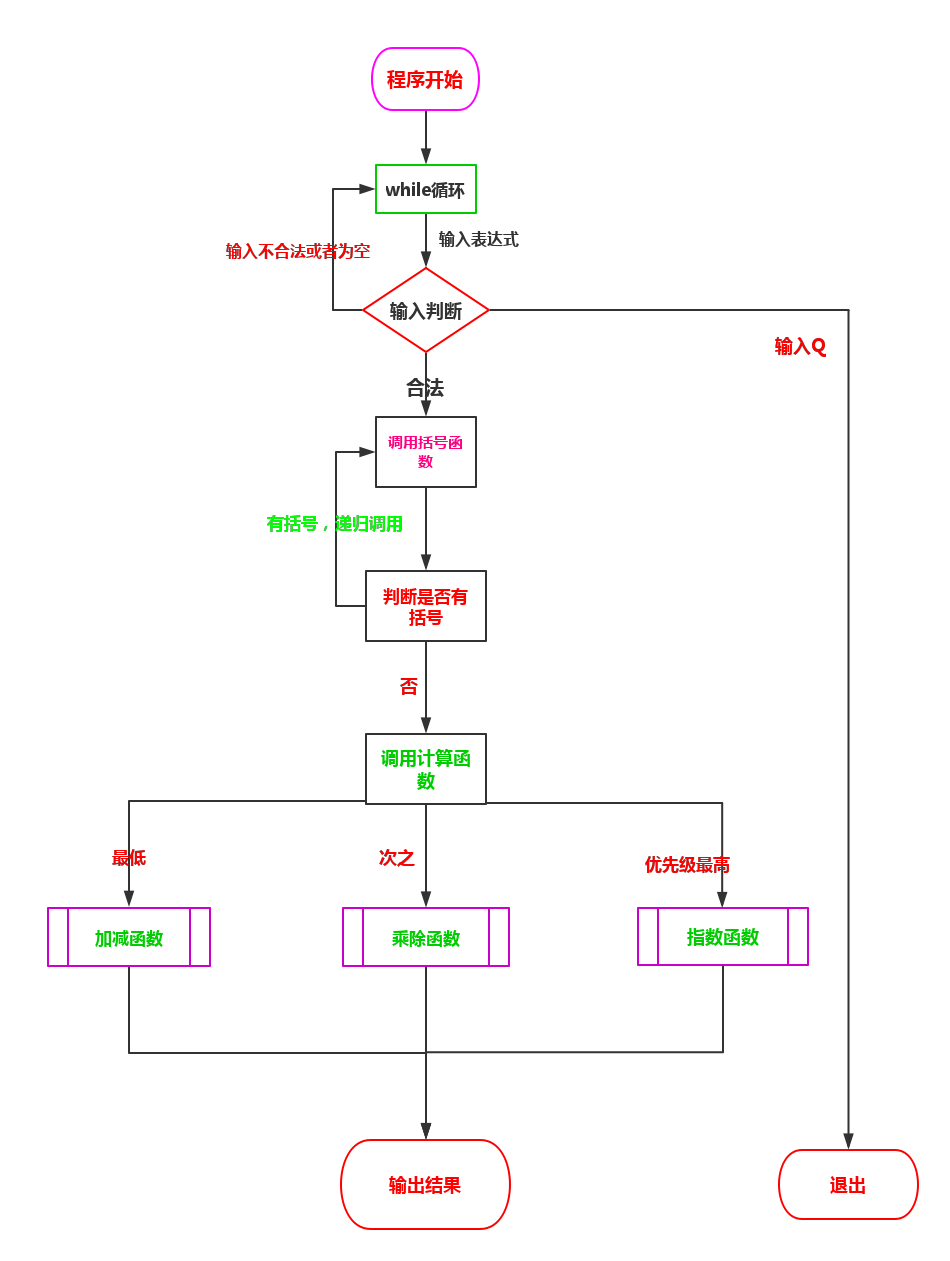 程序开始
while循环
输入表达式
输入不合法或者为空
输入判断
输入Q
合法
调用括号函
数
有括号，递归调用
判断是否有
括号
否
调用计算函
数
最低
次之
优先级最高
加减函数
乘除函数
指数函数
输出结果
退出